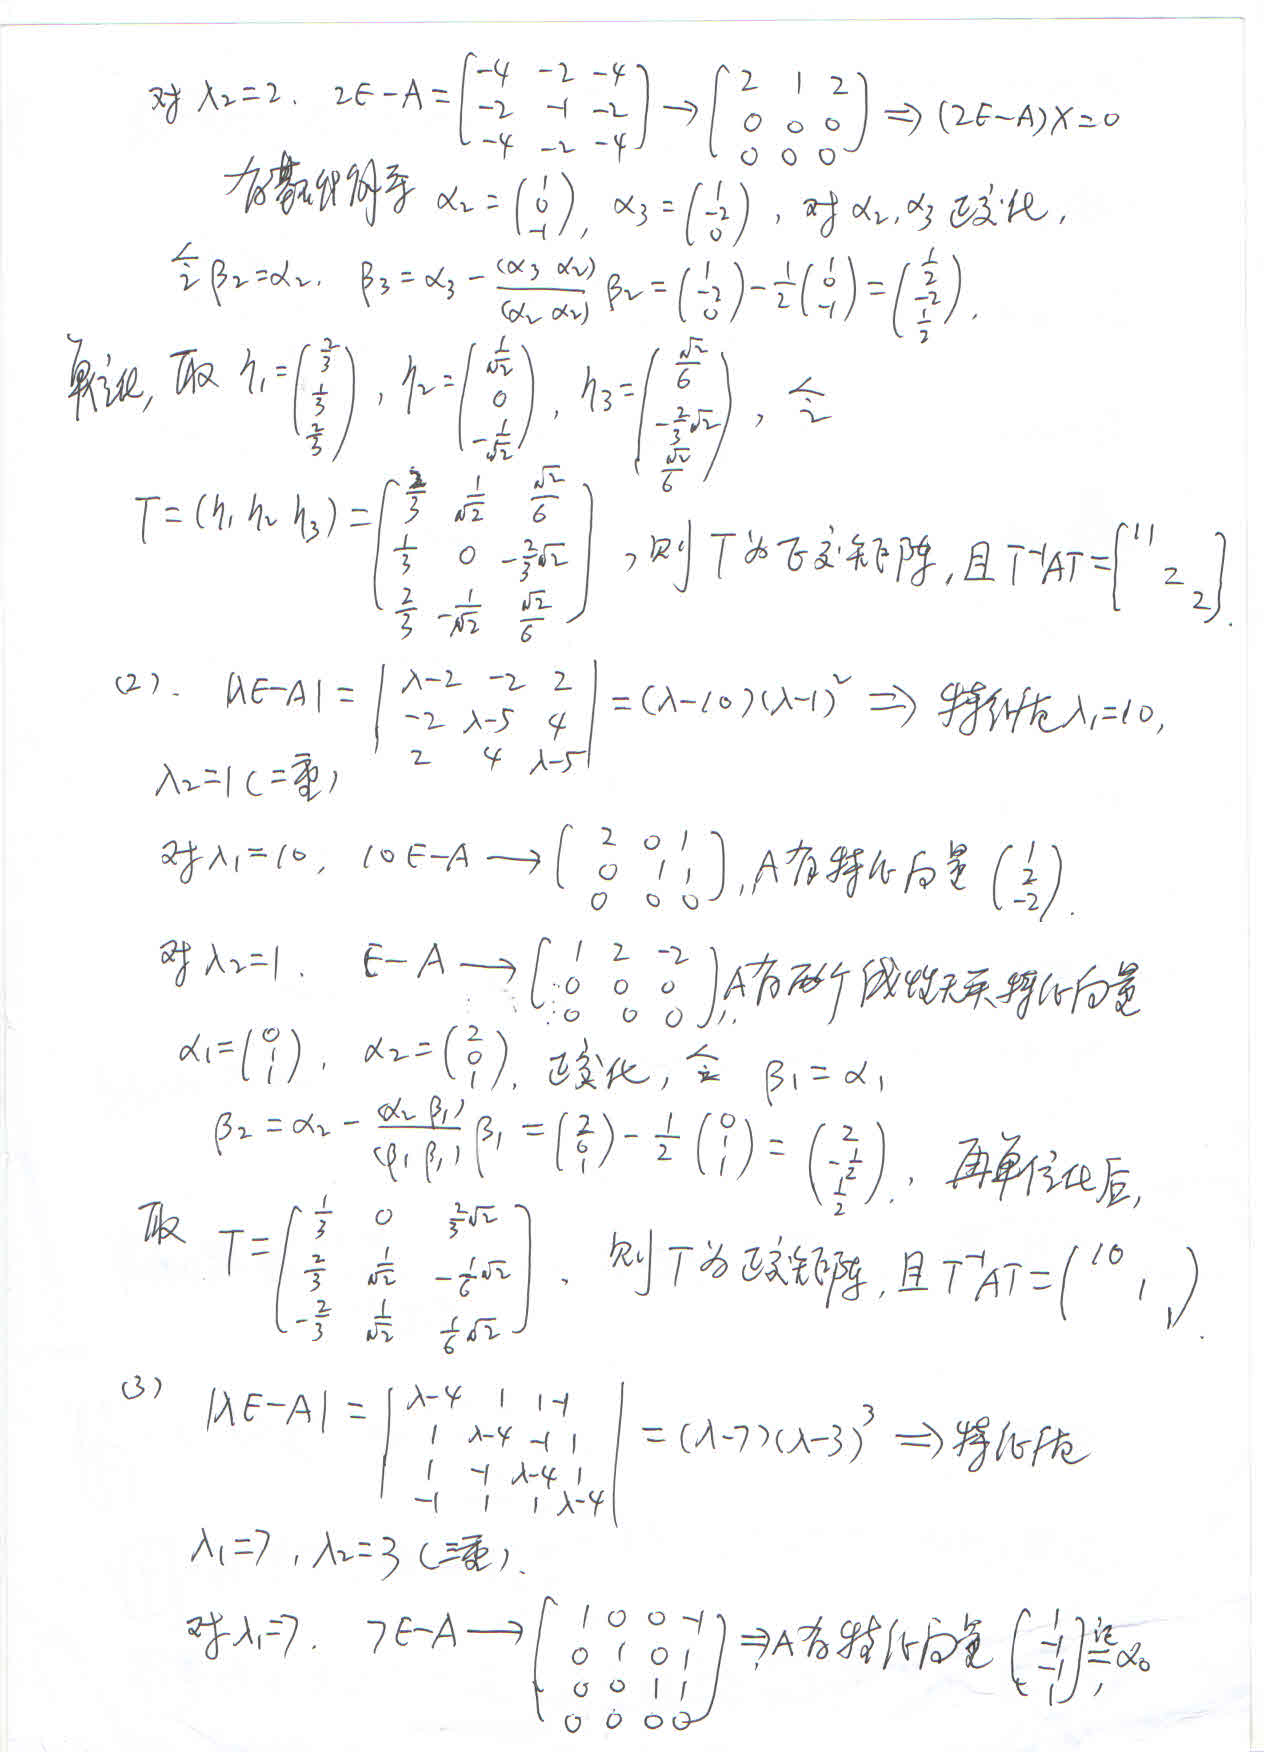 对 λ₂=2. 2E-A = [-4 -2 -4; -2 -1 -2; -4 -2 -4] → [2 1 2; 0 0 0; 0 0 0] ⇒ (2E-A)X=0
有基础解系 α₂=(1 0 -1), α₃=(1 -2 0), 对 α₂,α₃ 正交化,
令 β₂=α₂. β₃=α₃-(α₃ α₂)/(α₂ α₂) β₂=(1 -2 0)-1/2(1 0 -1)=(1/2 -2 1/2).
单位化, 取 η₁=(2/3 1/3 2/3), η₂=(1/√2 0 -1/√2), η₃=(√2/6 -2/3√2 √2/6), 令
T=(η₁ η₂ η₃)=[2/3 1/√2 √2/6; 1/3 0 -2/3√2; 2/3 -1/√2 √2/6], 则 T 为正交矩阵, 且 T⁻¹AT=[11 2 2].
(2). |λE-A| = |λ-2 -2 2; -2 λ-5 4; 2 4 λ-5| = (λ-10)(λ-1)² ⇒ 特征值 λ₁=10,
λ₂=1(二重)
对 λ₁=10, 10E-A → [2 0 1; 0 1 1; 0 0 0], A有特征向量 (1 2 -2).
对 λ₂=1. E-A → [1 2 -2; 0 0 0; 0 0 0], A有两个线性无关特征向量
α₁=(0 1 1), α₂=(2 0 1). 正交化, 令 β₁=α₁
β₂=α₂-(α₂ β₁)/(β₁ β₁) β₁=(2 0 1)-1/2(0 1 1)=(2 -1/2 1/2). 再单位化后,
取 T=[1/3 0 2/3√2; 2/3 1/√2 -1/6√2; -2/3 1/√2 1/6√2]. 则 T 为正交矩阵, 且 T⁻¹AT=(10 1 1).
(3) |λE-A| = |λ-4 1 1 -1; 1 λ-4 -1 1; 1 -1 λ-4 1; -1 1 1 λ-4| = (λ-7)(λ-3)³ ⇒ 特征值
λ₁=7, λ₂=3(三重).
对 λ₁=7. 7E-A → [1 0 0 -1; 0 1 0 1; 0 0 1 1; 0 0 0 0] ⇒ A有特征向量 (1 -1 -1 1) 记= α₀,